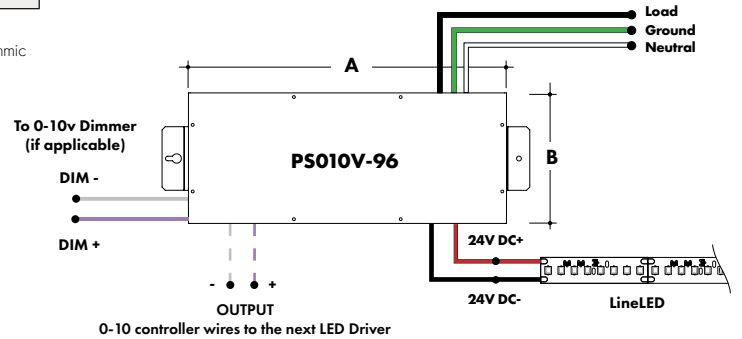 Load
Ground
Neutral
A
To 0-10v Dimmer
(if applicable)
PS010V-96
B
DIM -
DIM +
24V DC+
24V DC-
LineLED
- +
OUTPUT
0-10 controller wires to the next LED Driver